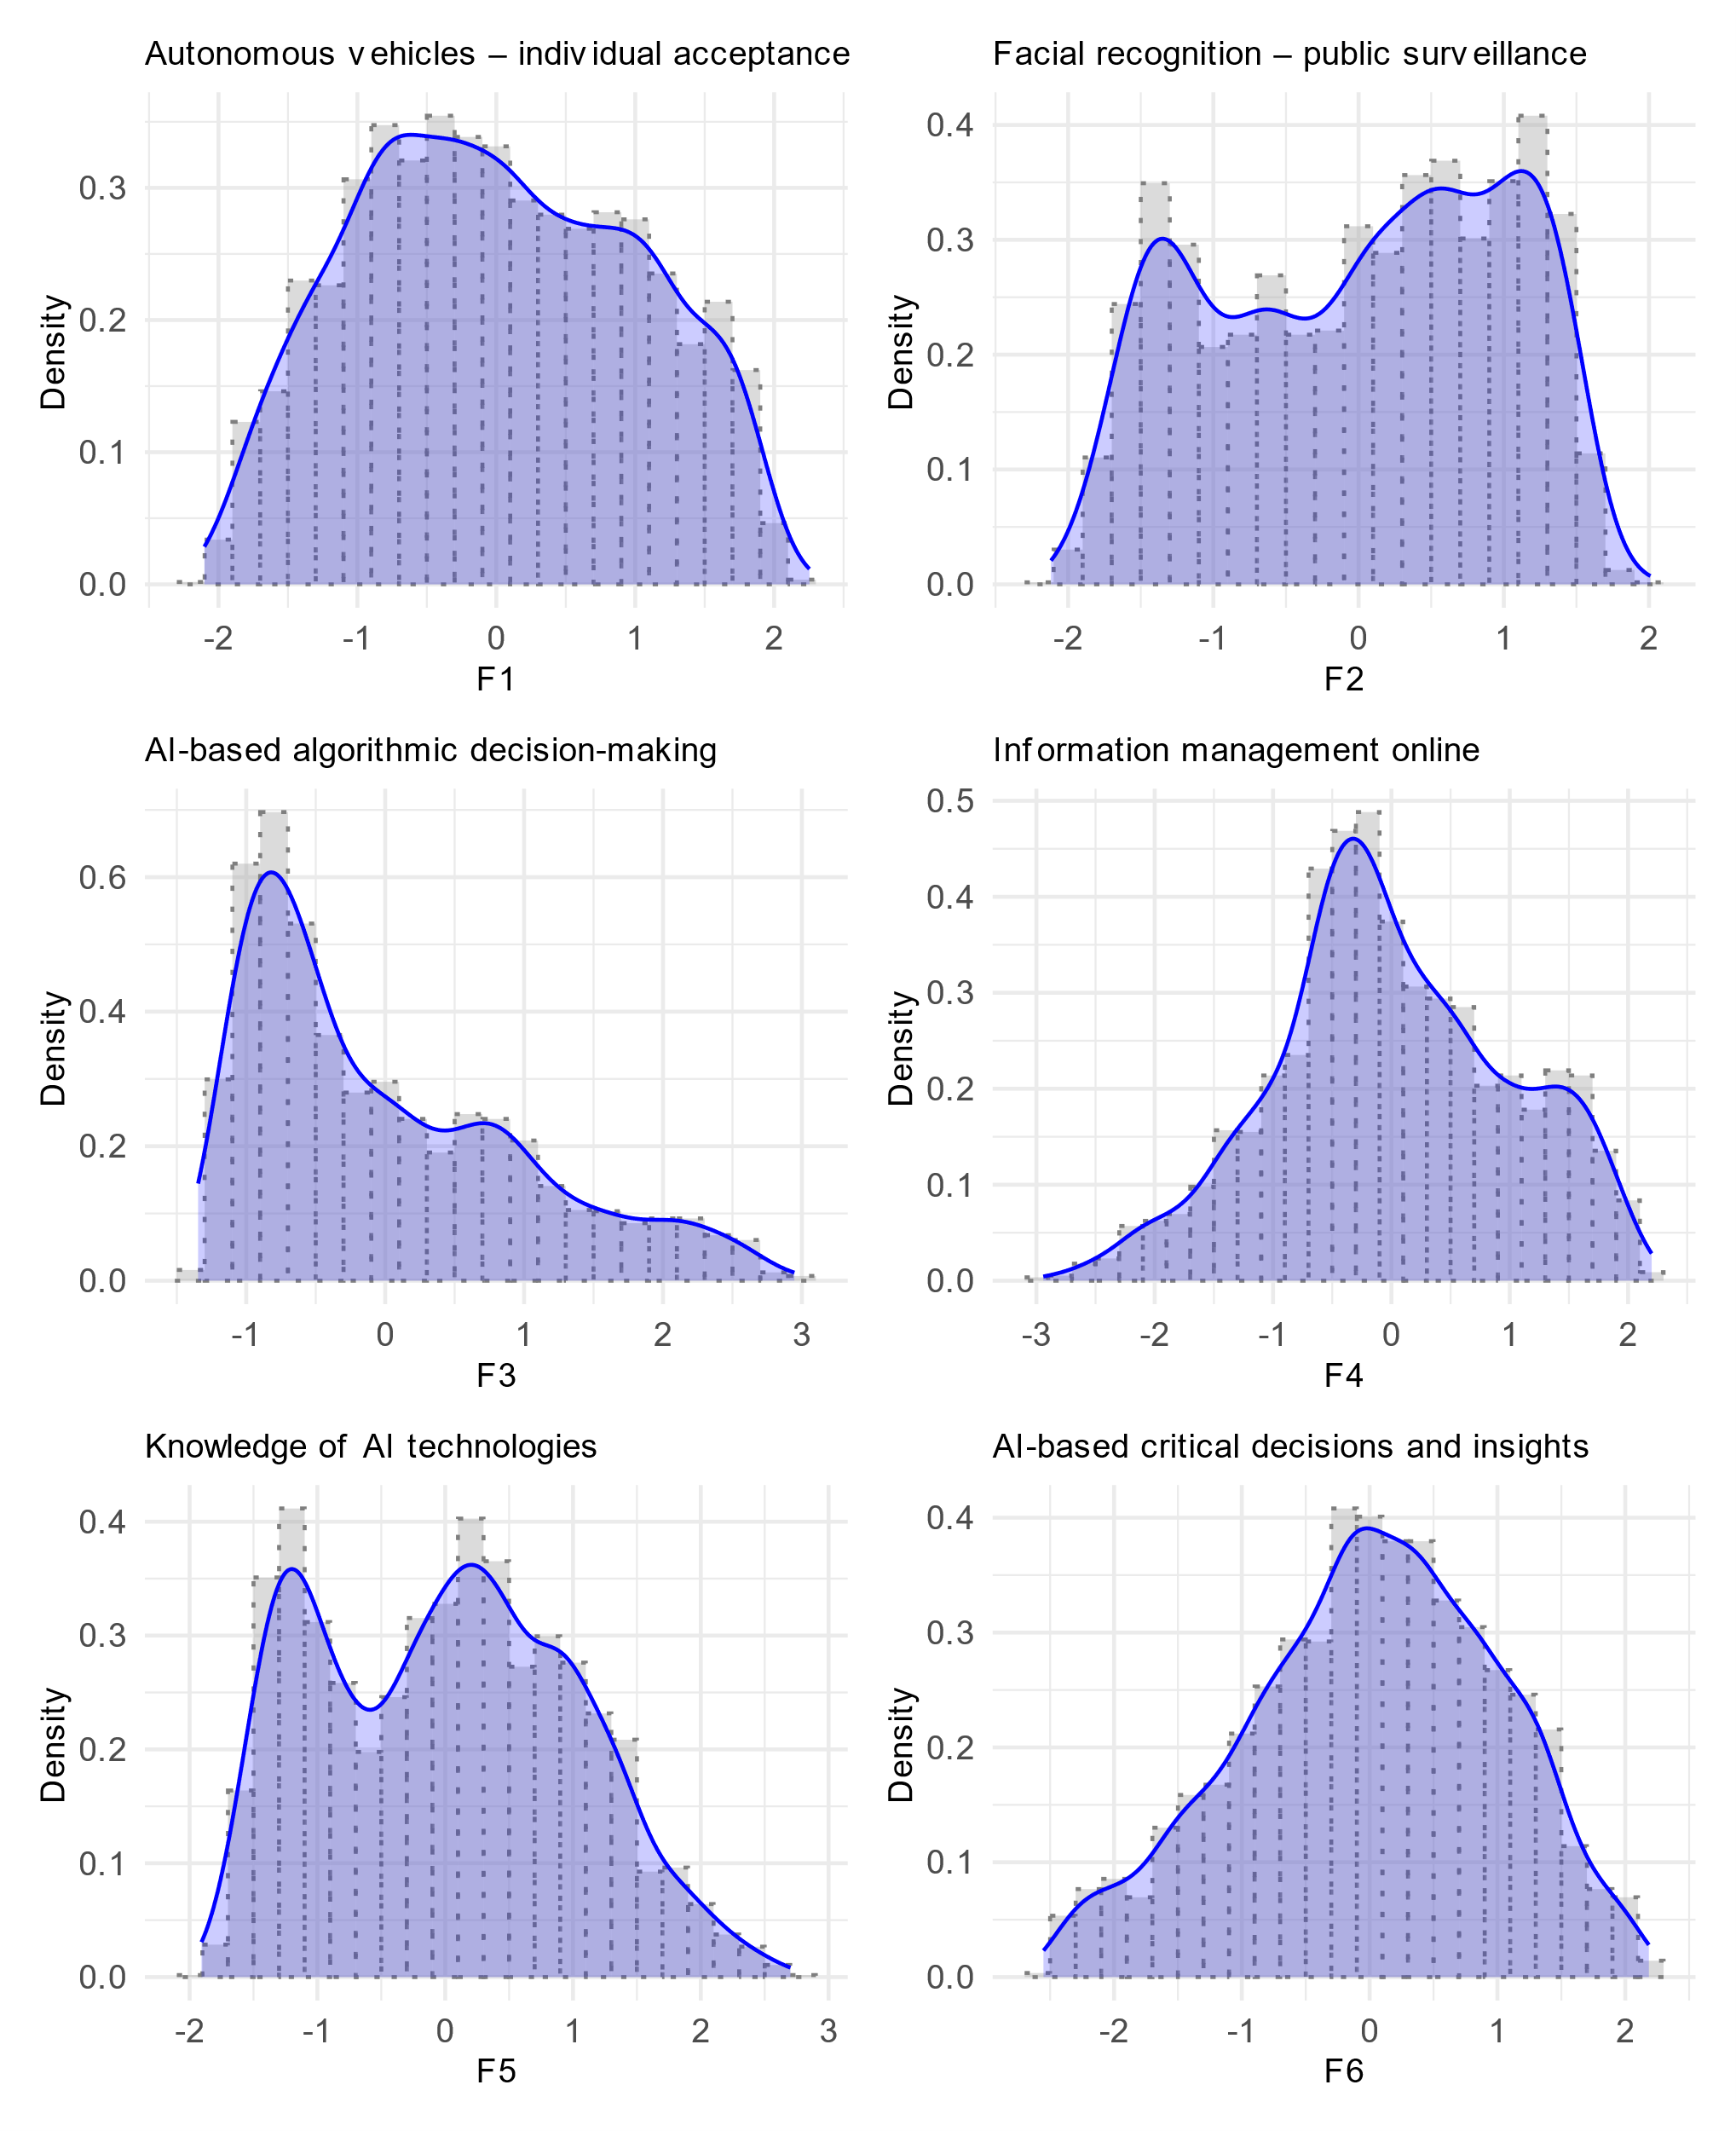 Autonomous vehicles – individual acceptance
Density
0.3
0.2
0.1
0.0
-2 -1 0 1 2
F1
Facial recognition – public surveillance
Density
0.4
0.3
0.2
0.1
0.0
-2 -1 0 1 2
F2
AI-based algorithmic decision-making
Density
0.6
0.4
0.2
0.0
-1 0 1 2 3
F3
Information management online
Density
0.5
0.4
0.3
0.2
0.1
0.0
-3 -2 -1 0 1 2
F4
Knowledge of AI technologies
Density
0.4
0.3
0.2
0.1
0.0
-2 -1 0 1 2 3
F5
AI-based critical decisions and insights
Density
0.4
0.3
0.2
0.1
0.0
-2 -1 0 1 2
F6